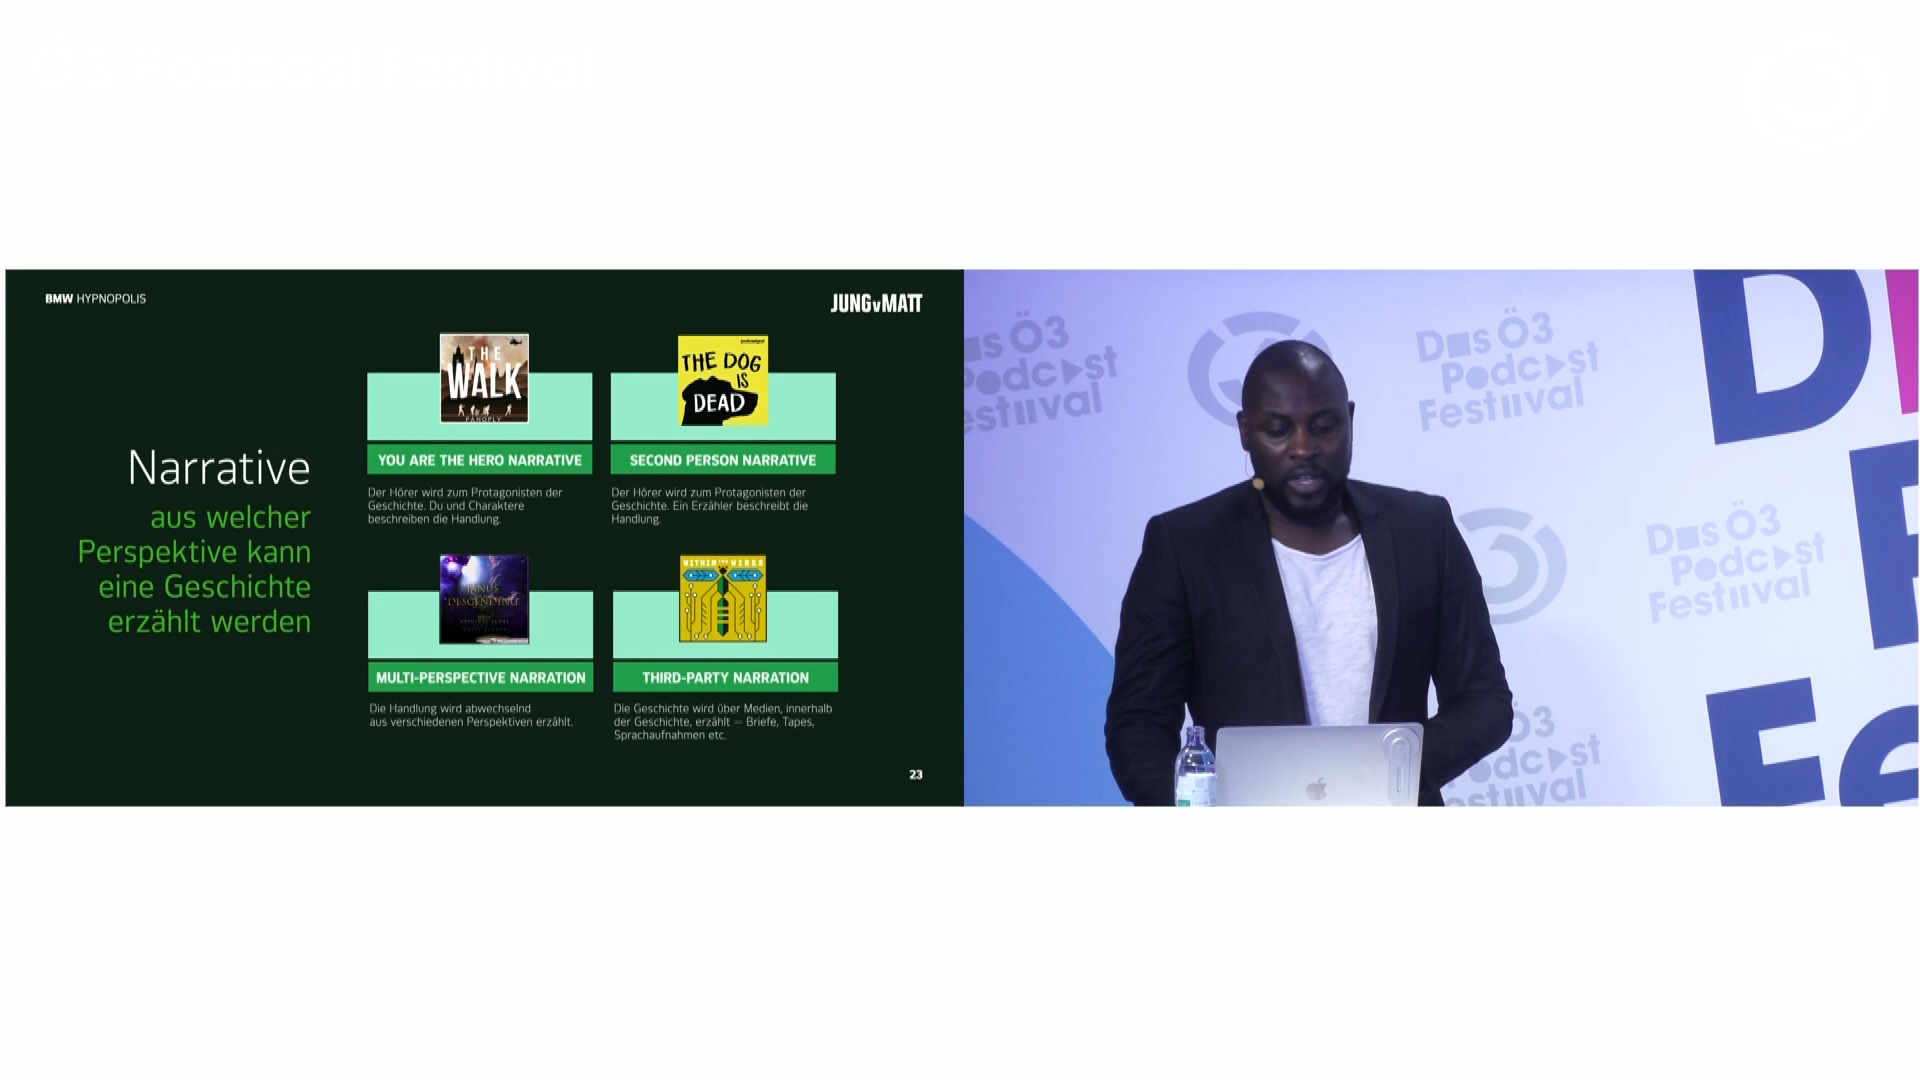 BMW HYPNOPOLIS
JUNGvMATT
Narrative
aus welcher
Perspektive kann
eine Geschichte
erzählt werden
THE
WALK
PANOPLY
YOU ARE THE HERO NARRATIVE
Der Hörer wird zum Protagonisten der
Geschichte. Du und Charaktere
beschreiben die Handlung.
THE DOG
IS
DEAD
SECOND PERSON NARRATIVE
Der Hörer wird zum Protagonisten der
Geschichte. Ein Erzähler beschreibt die
Handlung.
JANUS
DESCENDING
MULTI-PERSPECTIVE NARRATION
Die Handlung wird abwechselnd
aus verschiedenen Perspektiven erzählt.
WITHIN THE WIRES
THIRD-PARTY NARRATION
Die Geschichte wird über Medien, innerhalb
der Geschichte, erzählt – Briefe, Tapes,
Sprachaufnahmen etc.
23
Das Ö3
Podcast
Festiival
Das Ö3
Podcast
Festiival
Das Ö3
Podcast
Festiival